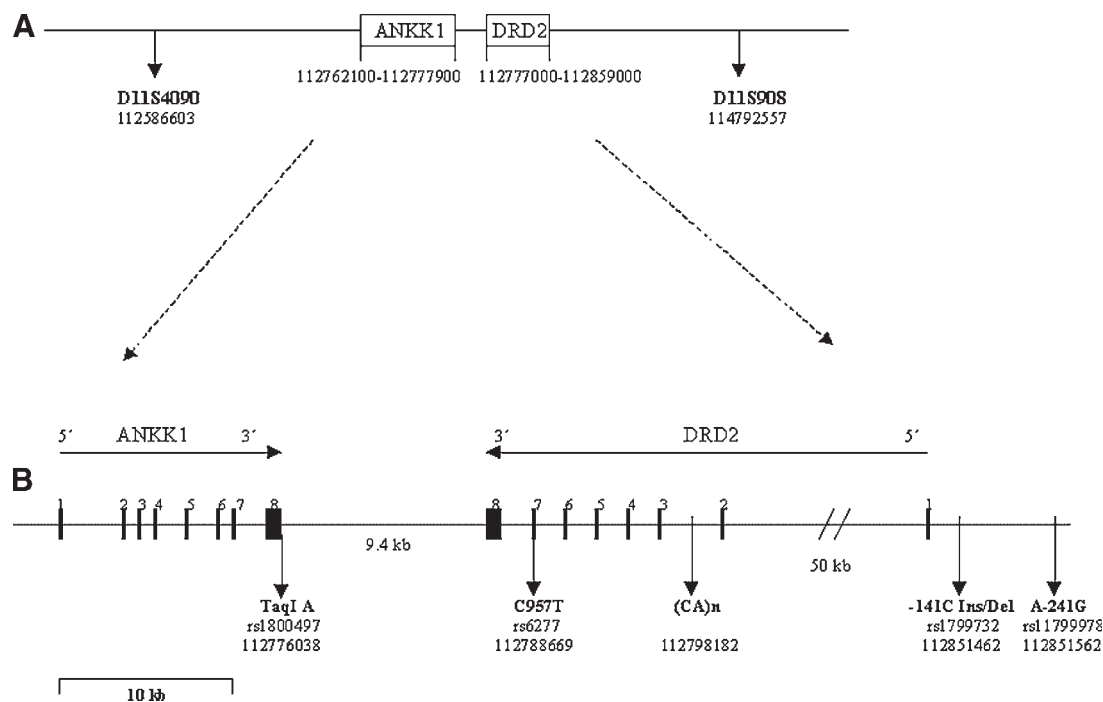 A
ANKK1 DRD2
112762100-112777900 112777000-112859000
D11S4090 D11S908
112586603 114792557
5´ ANKK1 3´ 3´ DRD2 5´
B
1 2 3 4 5 6 7 8 8 7 6 5 4 3 2 1
9.4 kb 50 kb
TaqI A C957T (CA)n -141C Ins/Del A-241G
rs1800497 rs6277 rs1799732 rs11799978
112776038 112788669 112798182 112851462 112851562
10 kb